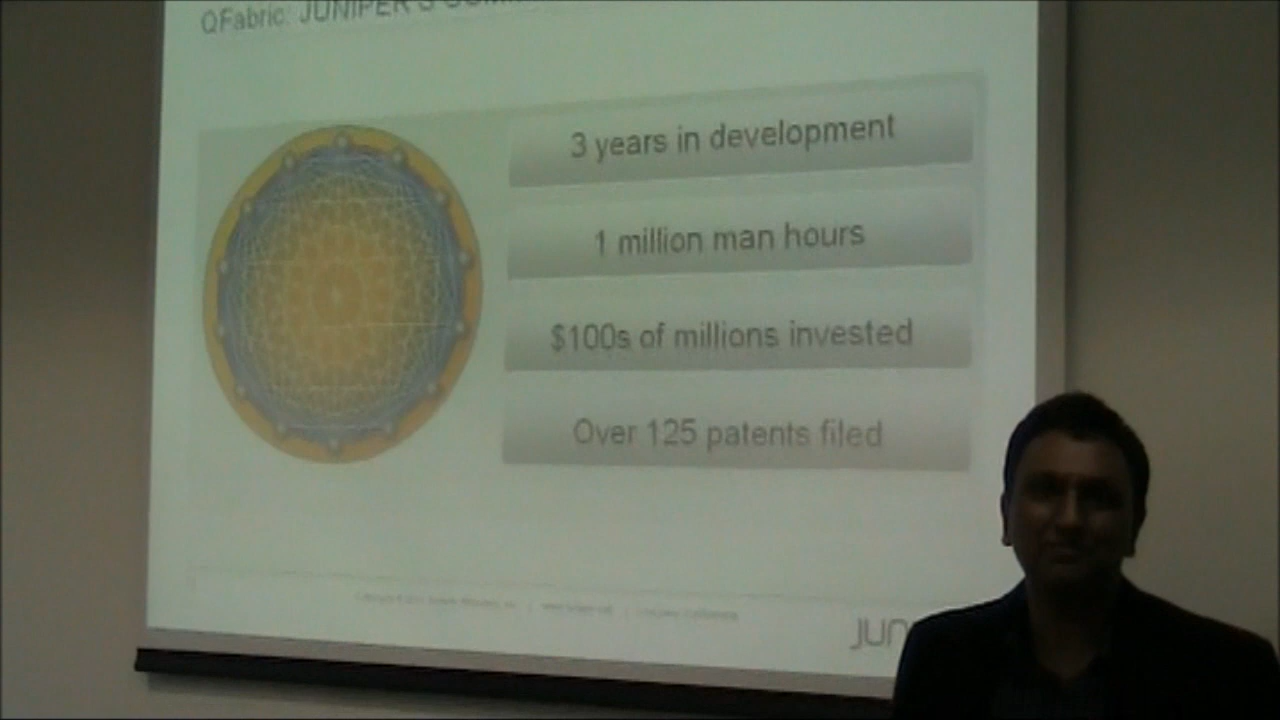 QFabric: JUNIPER'S
3 years in development
1 million man hours
$100s of millions invested
Over 125 patents filed
JUN